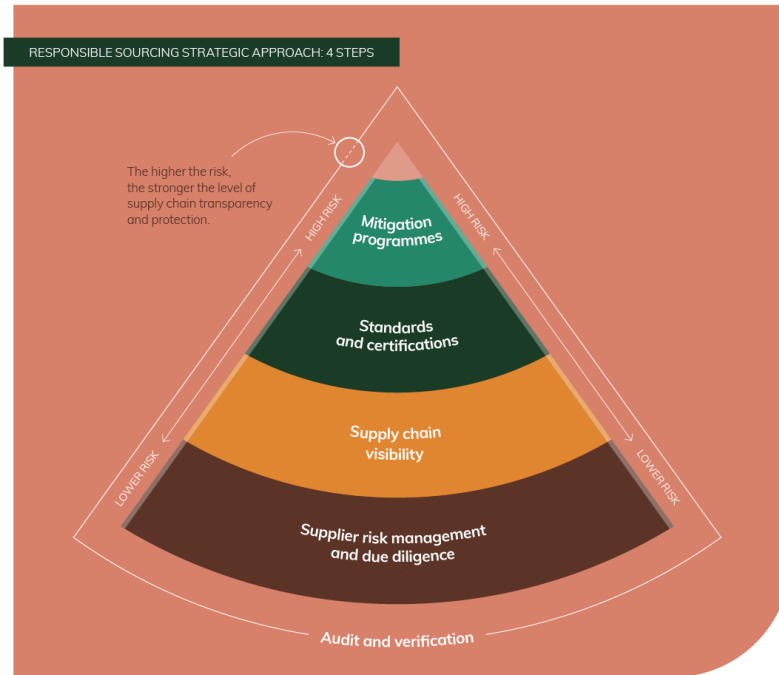 RESPONSIBLE SOURCING STRATEGIC APPROACH: 4 STEPS
The higher the risk,
the stronger the level of
supply chain transparency
and protection.
HIGH RISK
HIGH RISK
Mitigation
programmes
Standards
and certifications
Supply chain
visibility
LOWER RISK
LOWER RISK
Supplier risk management
and due diligence
Audit and verification